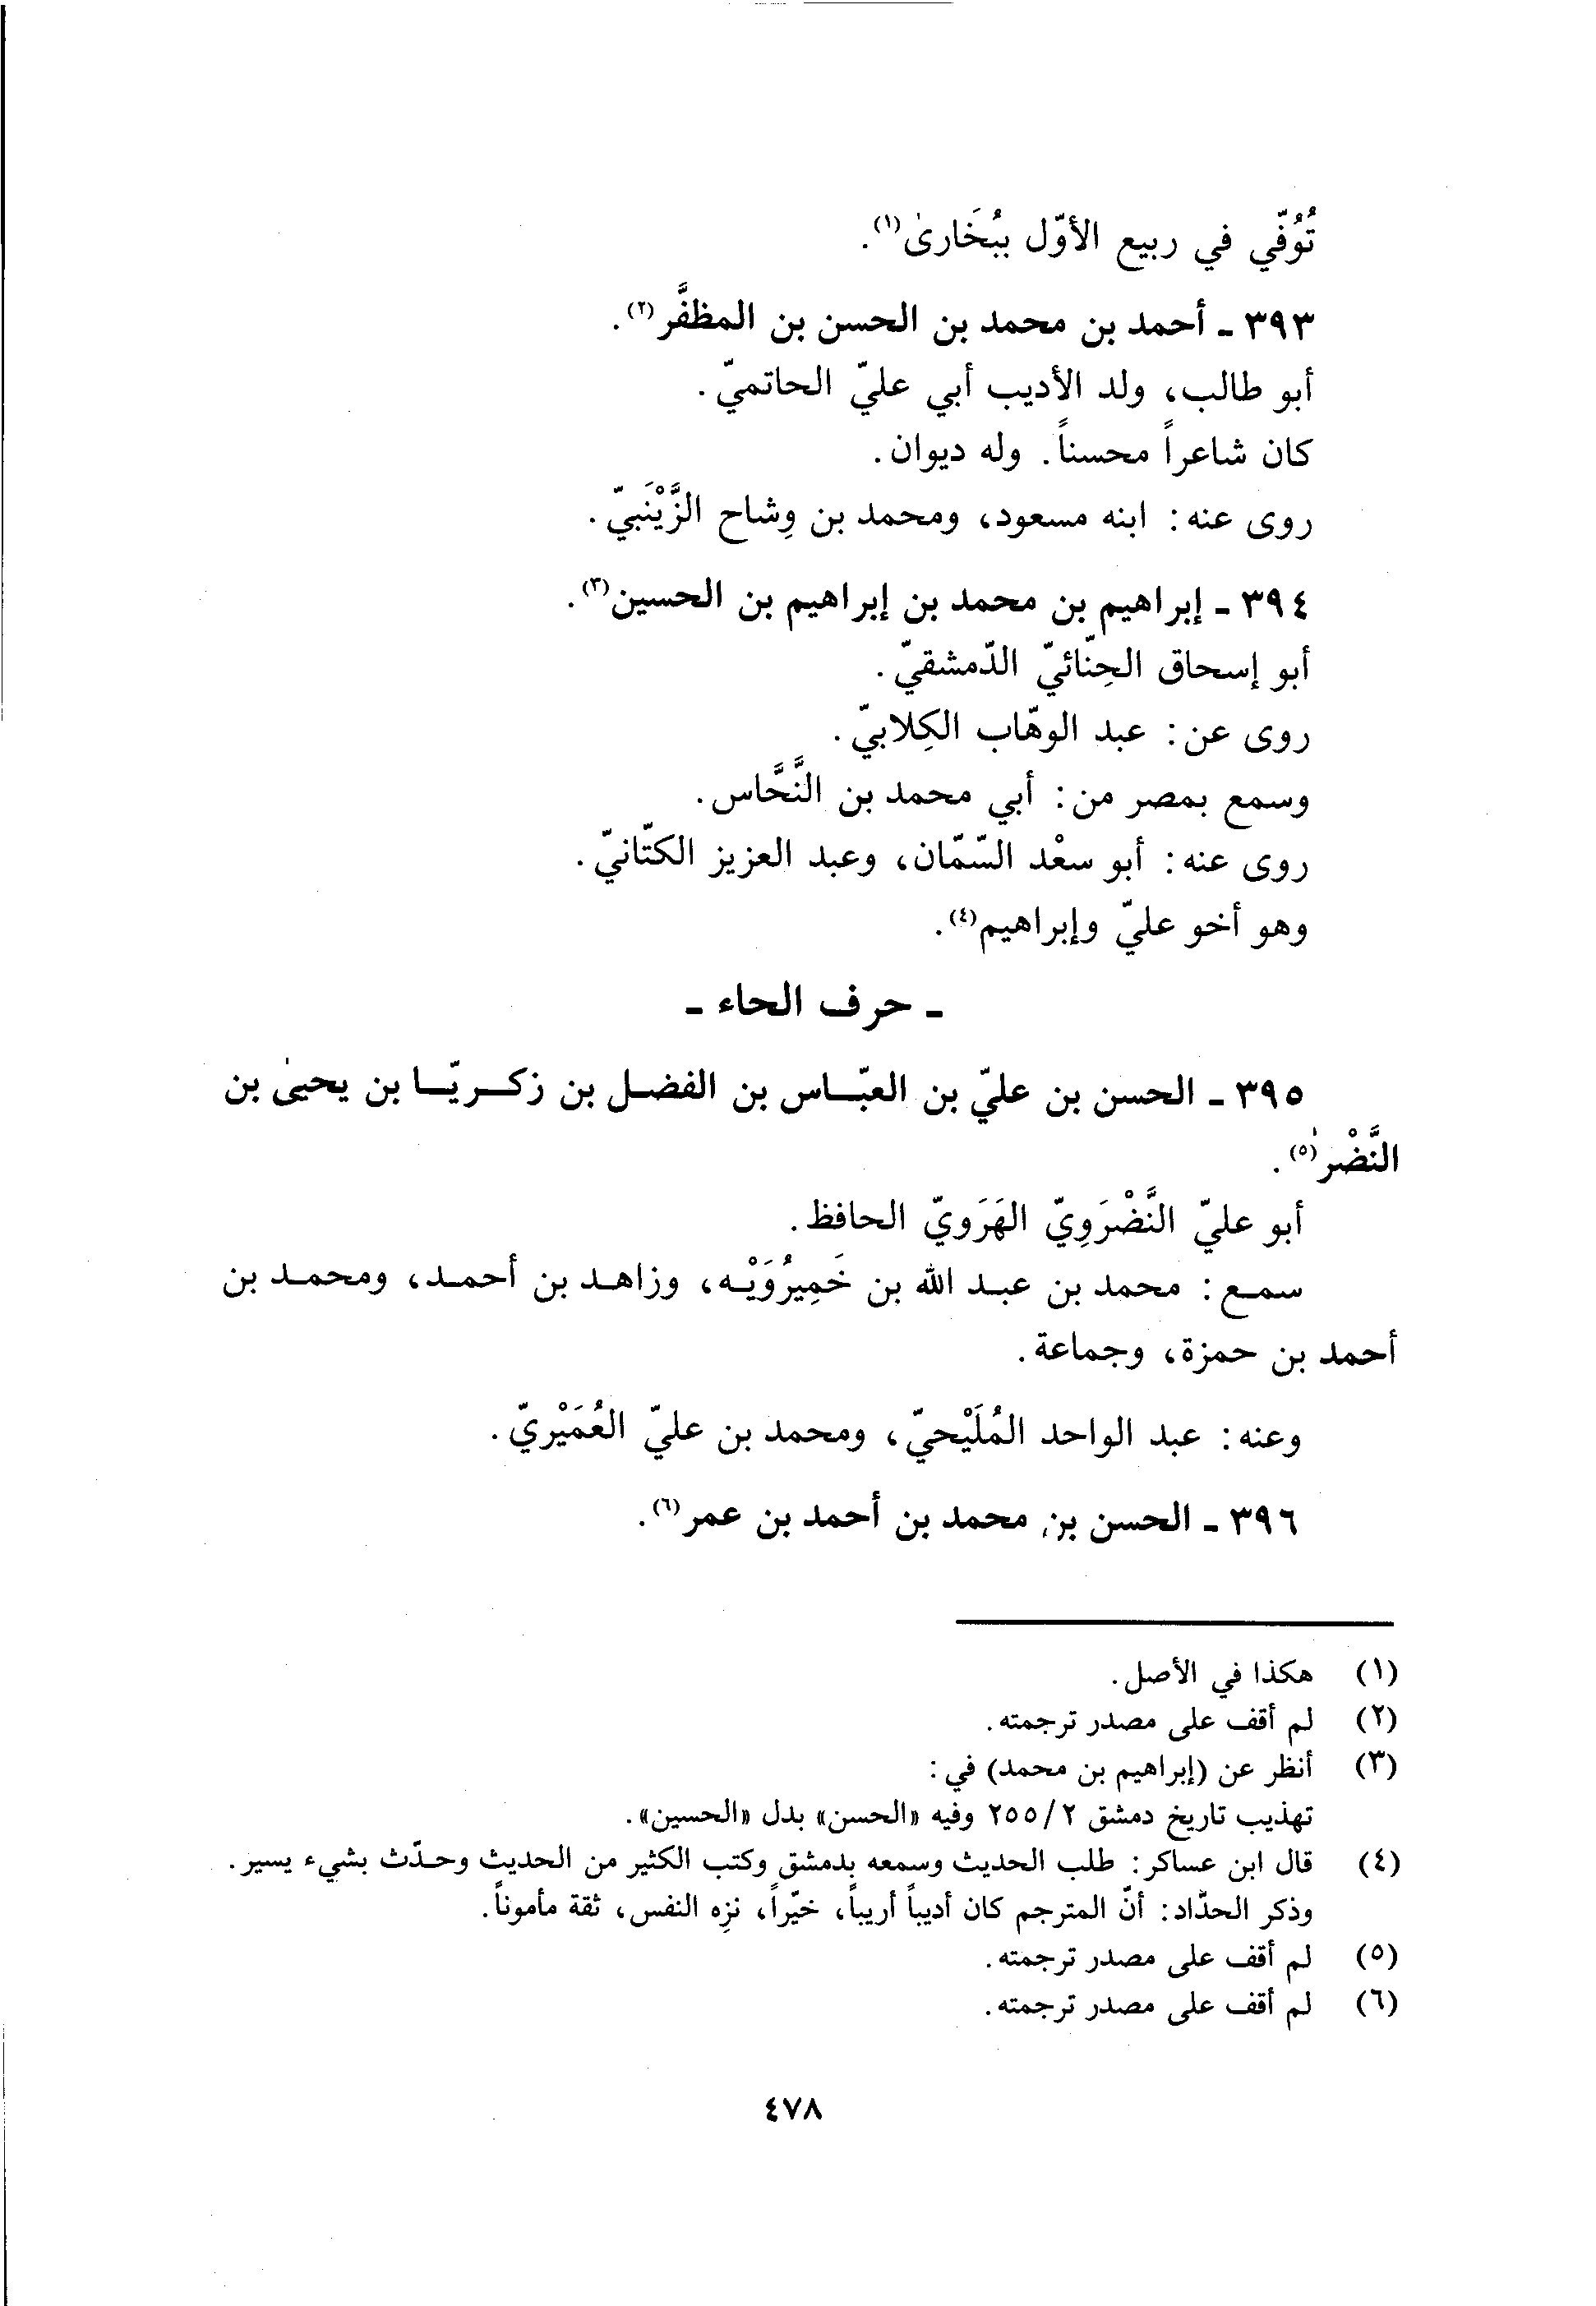 تُوُفّي في ربيع الأوّل ببُخَارىٰ(١).
٣٩٣ ـ أحمد بن محمد بن الحسن بن المظفَّر(٢).
أبو طالب، ولد الأديب أبي عليّ الحاتميّ.
كان شاعراً محسناً. وله ديوان.
روى عنه: ابنه مسعود، ومحمد بن وِشاح الزَّيْنَبيّ.
٣٩٤ ـ إبراهيم بن محمد بن إبراهيم بن الحسين(٣).
أبو إسحاق الحِنّائيّ الدّمشقيّ.
روى عن: عبد الوهّاب الكِلابيّ.
وسمع بمصر من: أبي محمد بن النَّحَّاس.
روى عنه: أبو سعْد السّمّان، وعبد العزيز الكتّانيّ.
وهو أخو عليّ وإبراهيم(٤).
ـ حرف الحاء ـ
٣٩٥ ـ الحسن بن عليّ بن العبّاس بن الفضل بن زكريّا بن يحيىٰ بن
النَّضْر(٥).
أبو عليّ النَّضْرَوِيّ الهَرَويّ الحافظ.
سمع: محمد بن عبد الله بن خَمِيرُوَيْه، وزاهد بن أحمد، ومحمد بن
أحمد بن حمزة، وجماعة.
وعنه: عبد الواحد المُلَيْحيّ، ومحمد بن عليّ العُمَيْريّ.
٣٩٦ ـ الحسن بن محمد بن أحمد بن عمر(٦).
(١) هكذا في الأصل.
(٢) لم أقف على مصدر ترجمته.
(٣) أنظر عن (إبراهيم بن محمد) في:
تهذيب تاريخ دمشق ٢/٢٥٥ وفيه «الحسن» بدل «الحسين».
(٤) قال ابن عساكر: طلب الحديث وسمعه بدمشق وكتب الكثير من الحديث وحدّث بشيء يسير.
وذكر الحدّاد: أنّ المترجم كان أديباً أريباً، خيّراً، نزِه النفس، ثقة مأموناً.
(٥) لم أقف على مصدر ترجمته.
(٦) لم أقف على مصدر ترجمته.
٤٧٨